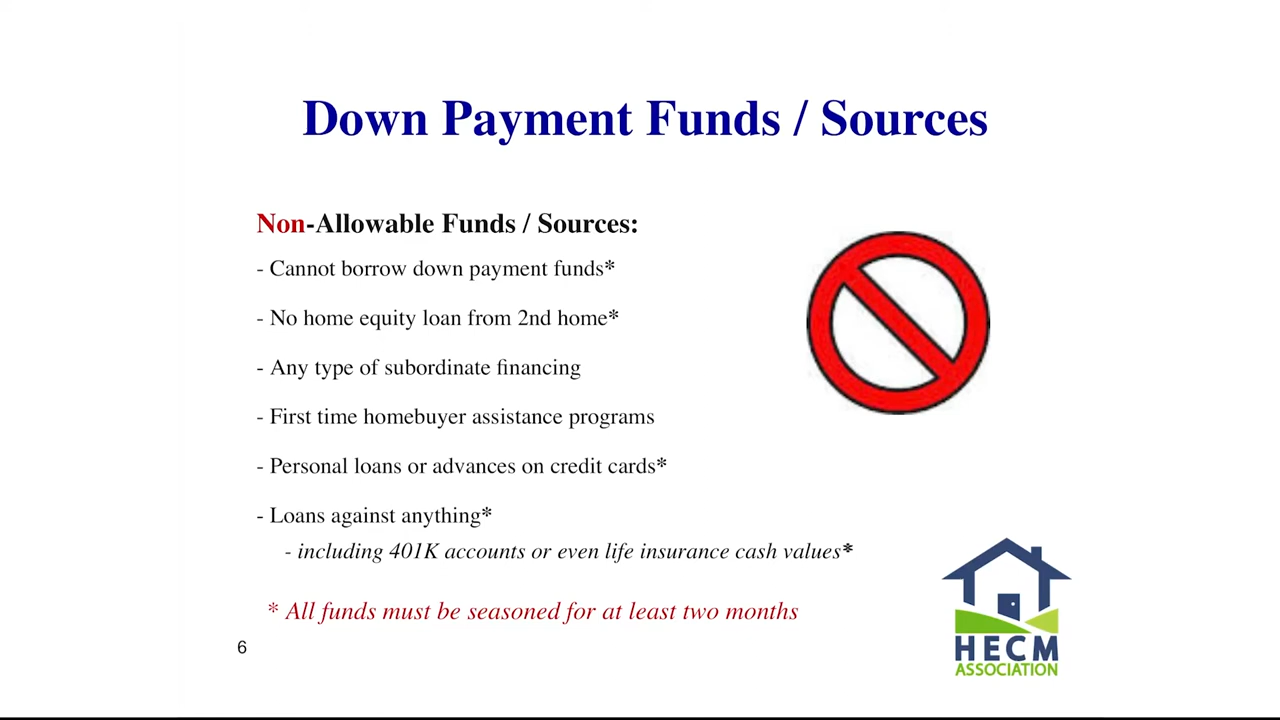 Down Payment Funds / Sources
Non-Allowable Funds / Sources:
- Cannot borrow down payment funds*
- No home equity loan from 2nd home*
- Any type of subordinate financing
- First time homebuyer assistance programs
- Personal loans or advances on credit cards*
- Loans against anything*
- including 401K accounts or even life insurance cash values*
* All funds must be seasoned for at least two months
6
HECM
ASSOCIATION